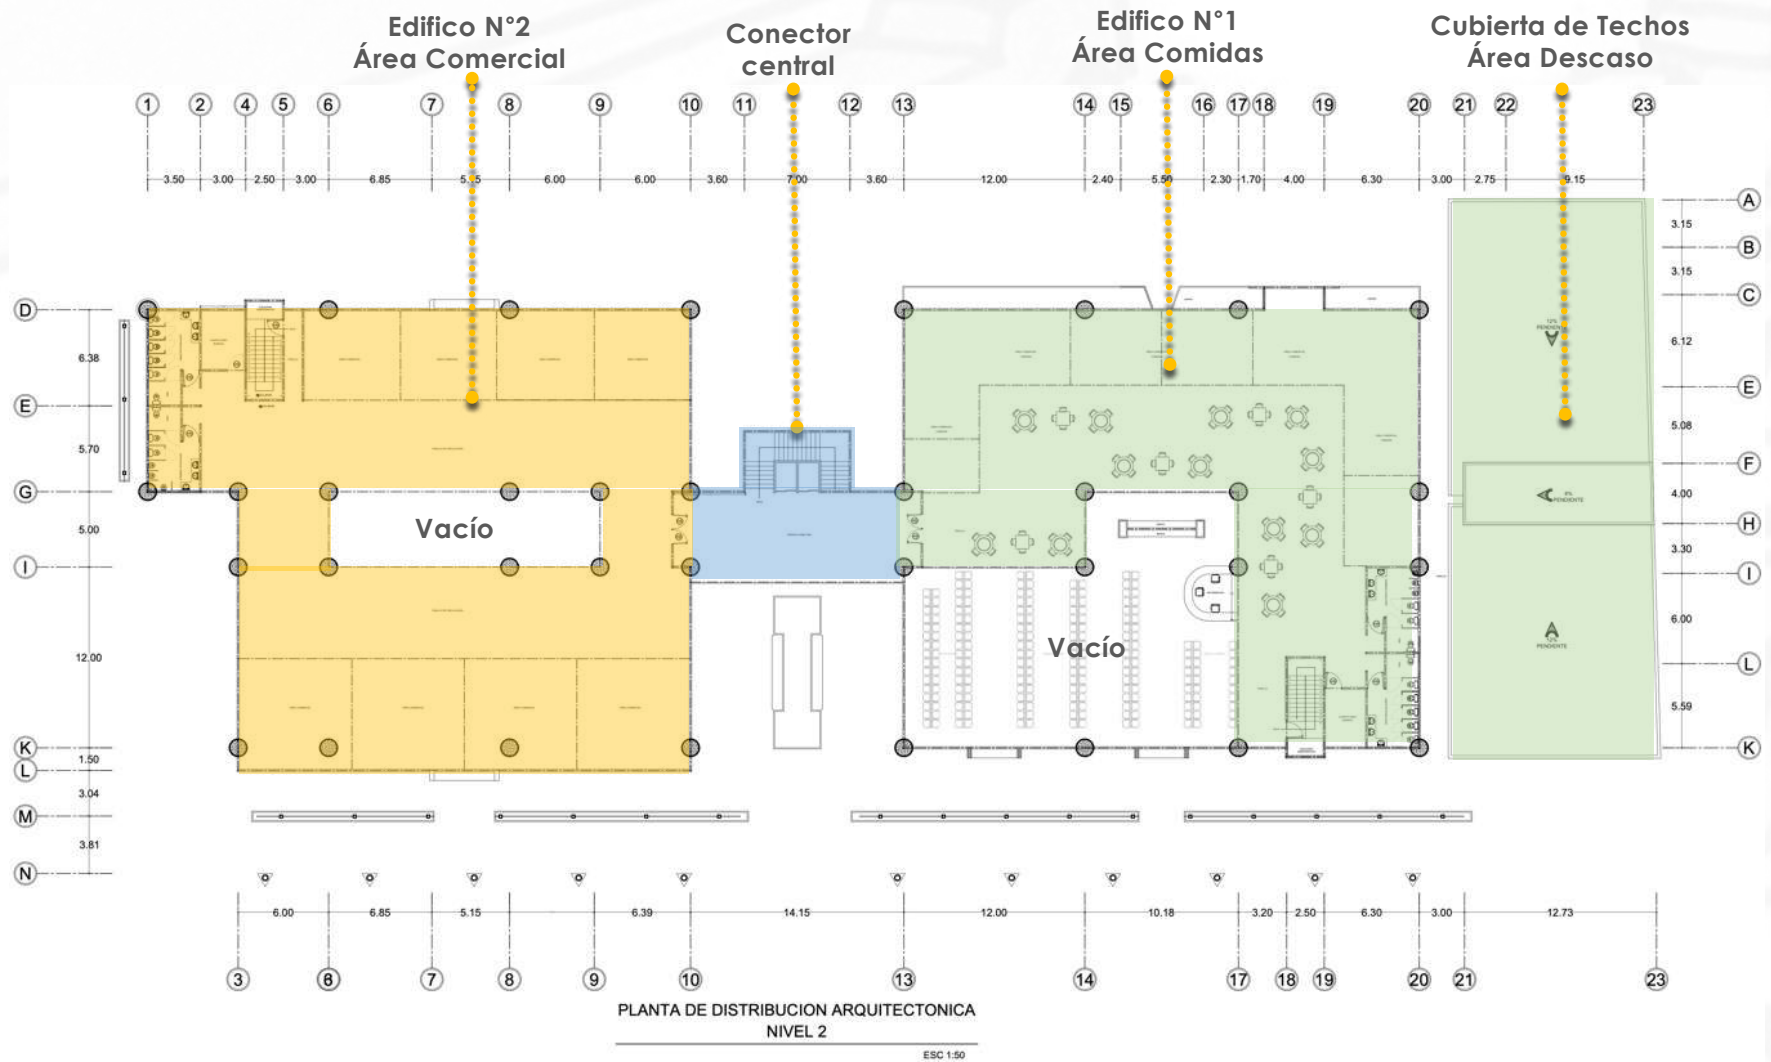 Edifico N°2
Área Comercial
Conector
central
Edifico N°1
Área Comidas
Cubierta de Techos
Área Descaso
1 2 4 5 6 7 8 9 10 11 12 13 14 15 16 17 18 19 20 21 22 23
3.50 3.00 2.50 3.00 6.85 6.00 6.00 3.60 7.00 3.60 12.00 2.40 5.50 2.30 1.70 4.00 6.30 3.00 2.75 9.15
A
3.15
B
3.15
C
6.12
E
5.08
F
4.00
H
3.30
I
6.00
L
5.59
K
D
6.38
E
5.70
G
5.00
I
12.00
K
1.50
L
3.04
M
3.81
N
12%
PENDIENTE
6%
PENDIENTE
12%
PENDIENTE
Vacío
Vacío
6.00 6.85 5.15 6.39 14.15 12.00 10.18 3.20 2.50 6.30 3.00 12.73
3 6 7 8 9 10 13 14 17 18 19 20 21 23
PLANTA DE DISTRIBUCION ARQUITECTONICA
NIVEL 2
ESC 1:50